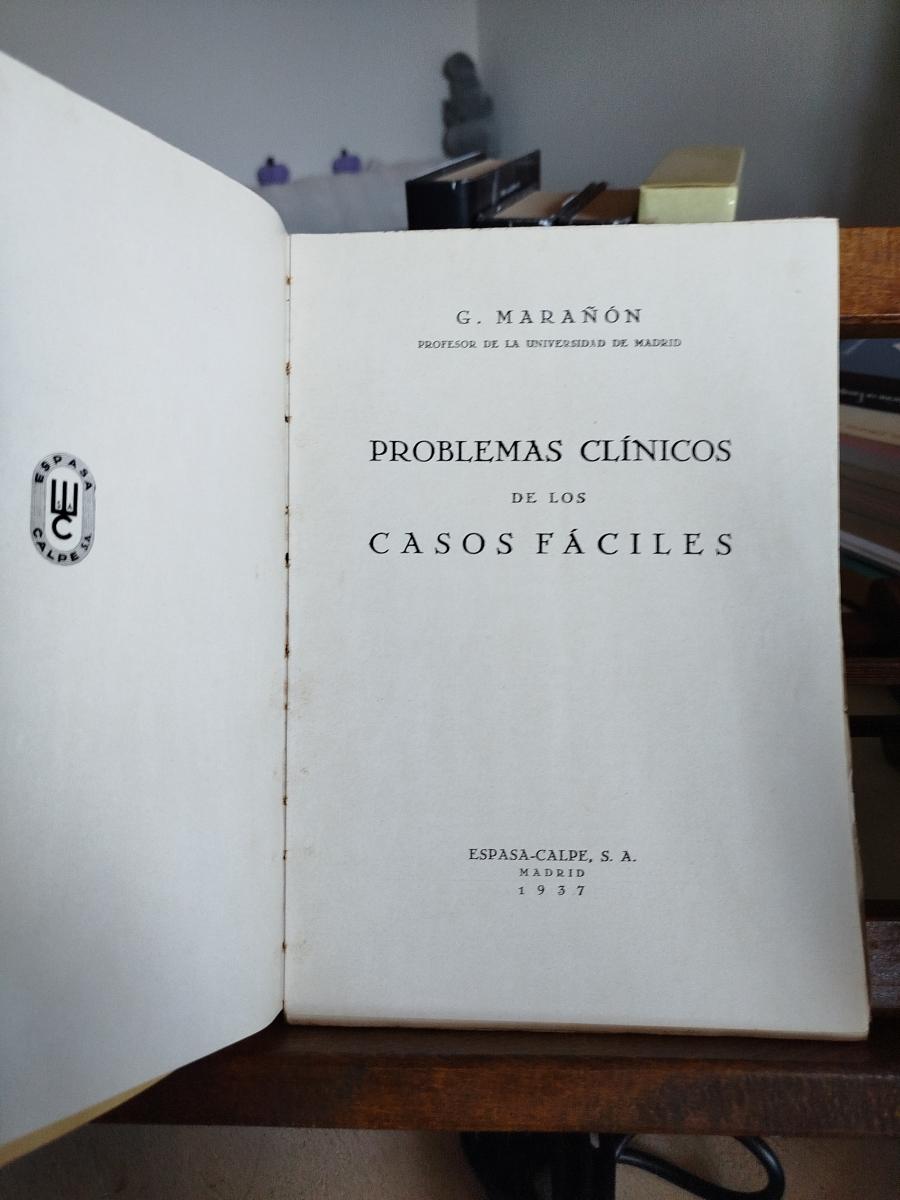 ESPASA
CALPE S.A.
G. MARAÑÓN
PROFESOR DE LA UNIVERSIDAD DE MADRID
PROBLEMAS CLÍNICOS
DE LOS
CASOS FÁCILES
ESPASA-CALPE, S. A.
MADRID
1937